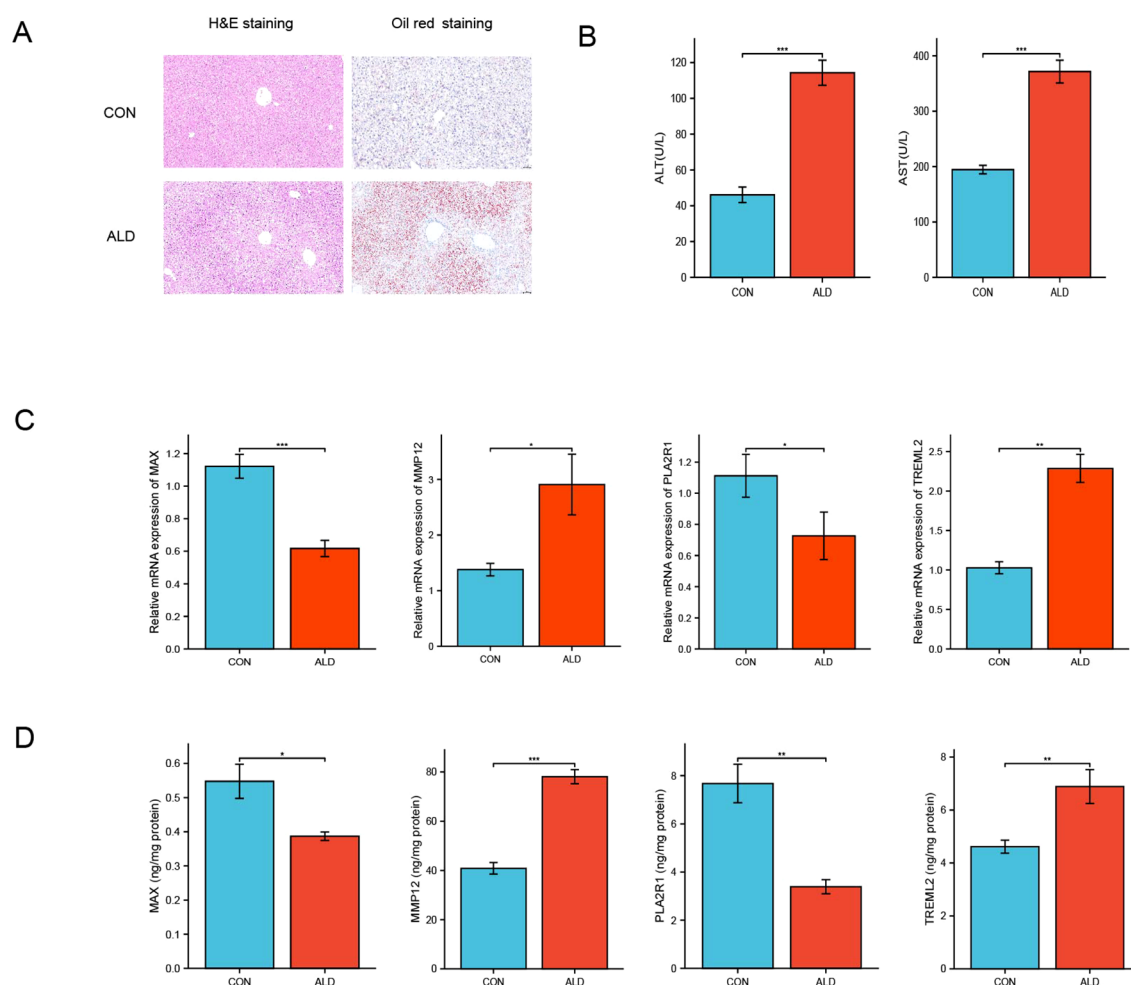 A
H&E staining
Oil red staining
CON
ALD
B
ALT(U/L)
120
100
80
60
40
20
0
***
CON
ALD
AST(U/L)
400
300
200
100
0
***
CON
ALD
C
Relative mRNA expression of MAX
1.2
1.0
0.8
0.6
0.4
0.2
0.0
***
CON
ALD
Relative mRNA expression of MMP12
3
2
1
0
*
CON
ALD
Relative mRNA expression of PLA2R1
1.2
1.0
0.8
0.6
0.4
0.2
0.0
*
CON
ALD
Relative mRNA expression of TREML2
2.5
2.0
1.5
1.0
0.5
0.0
**
CON
ALD
D
MAX (ng/mg protein)
0.6
0.5
0.4
0.3
0.2
0.1
0.0
*
CON
ALD
MMP12 (ng/mg protein)
80
60
40
20
0
***
CON
ALD
PLA2R1 (ng/mg protein)
8
6
4
2
0
**
CON
ALD
TREML2 (ng/mg protein)
8
6
4
2
0
**
CON
ALD